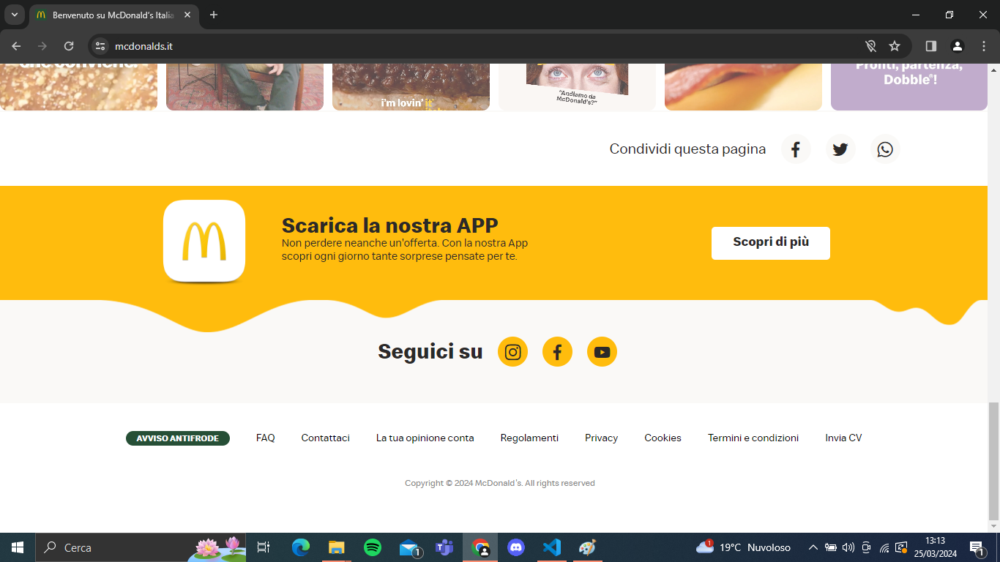 Benvenuto su McDonald's Italia
mcdonalds.it
che conviene.
i'm lovin' it
"Andiamo da
McDonald's?"
Pronti, partenza,
Dobble®!
Condividi questa pagina
Scarica la nostra APP
Non perdere neanche un'offerta. Con la nostra App
scopri ogni giorno tante sorprese pensate per te.
Scopri di più
Seguici su
AVVISO ANTIFRODE FAQ Contattaci La tua opinione conta Regolamenti Privacy Cookies Termini e condizioni Invia CV
Copyright © 2024 McDonald's. All rights reserved
Cerca
1
19°C Nuvoloso
1
13:13
25/03/2024
1